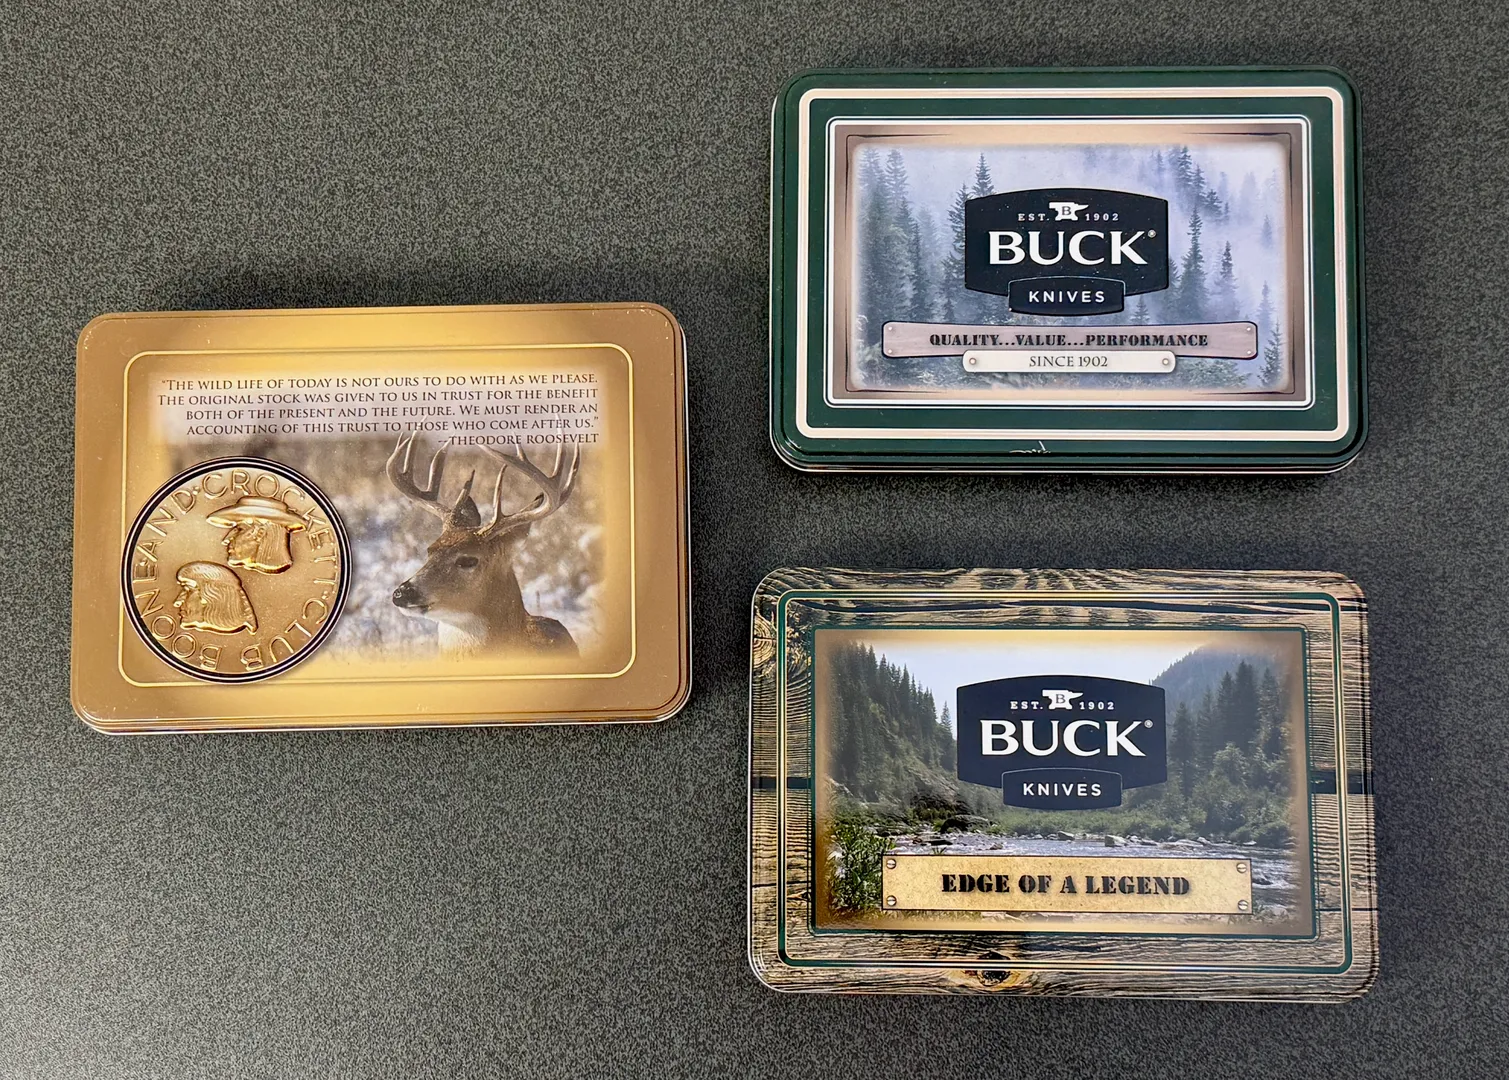 "THE WILD LIFE OF TODAY IS NOT OURS TO DO WITH AS WE PLEASE.
THE ORIGINAL STOCK WAS GIVEN TO US IN TRUST FOR THE BENEFIT
BOTH OF THE PRESENT AND THE FUTURE. WE MUST RENDER AN
ACCOUNTING OF THIS TRUST TO THOSE WHO COME AFTER US."
--THEODORE ROOSEVELT
BOONE AND·CROCKETT·CLUB
EST. B 1902
BUCK®
KNIVES
QUALITY...VALUE...PERFORMANCE
SINCE 1902
EST. B 1902
BUCK®
KNIVES
EDGE OF A LEGEND